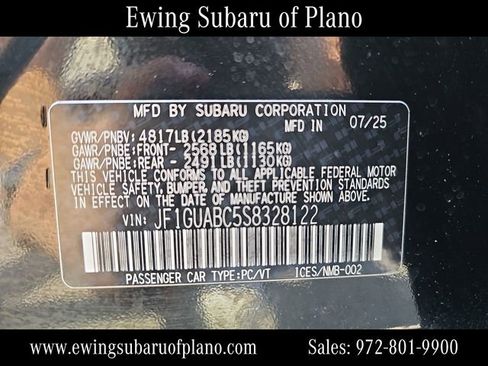 Ewing Subaru of Plano
MFD BY SUBARU CORPORATION
GVWR/PNBV: 4817LB(2185KG) 07/25
GAWR/PNBE:FRONT- 2568LB(1165KG)
GAWR/PNBE:REAR - 2491LB(1130KG)
THIS VEHICLE CONFORMS TO ALL APPLICABLE FEDERAL MOTOR
VEHICLE SAFETY, BUMPER, AND THEFT PREVENTION STANDARDS
IN EFFECT ON THE DATE OF MANUFACTURE SHOWN ABOVE.
VIN: JF1GUABC5S8328122
PASSENGER CAR TYPE:PC/VT ICES/NMB-002
www.ewingsubaruofplano.com Sales: 972-801-9900